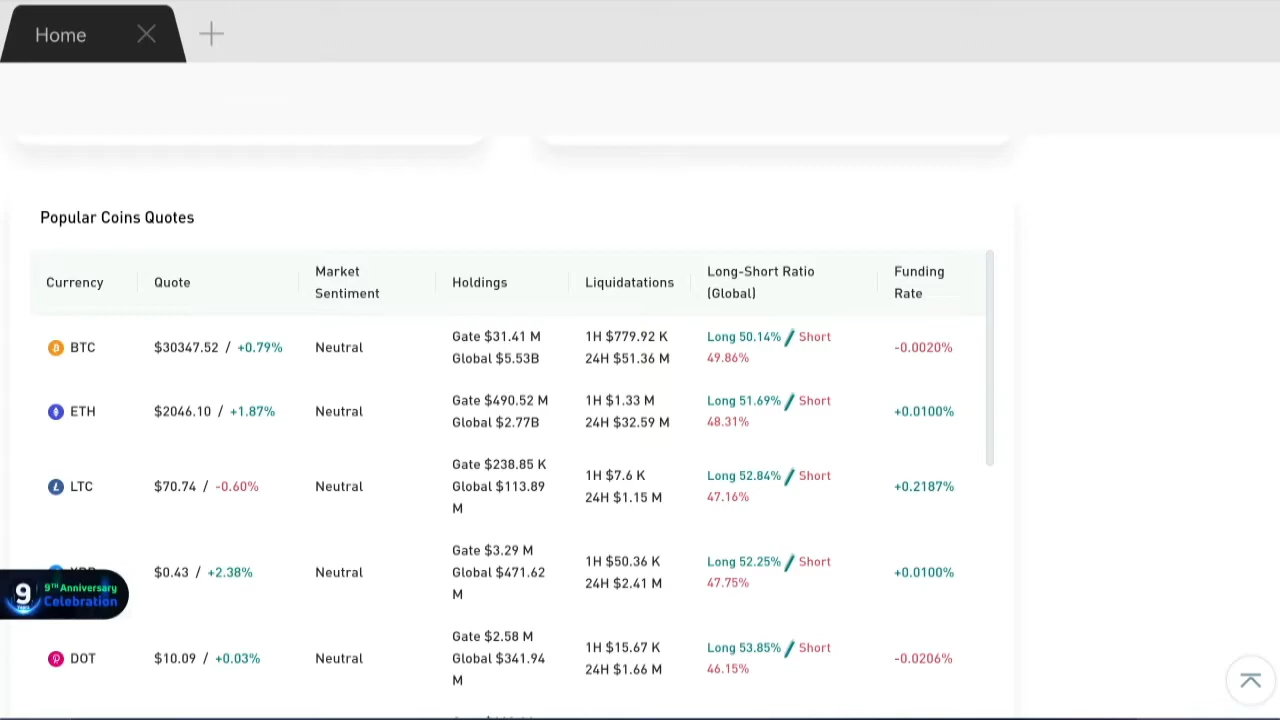 Home
Popular Coins Quotes
Currency
Quote
Market
Sentiment
Holdings
Liquidatations
Long-Short Ratio
(Global)
Funding
Rate
BTC
$30347.52 / +0.79%
Neutral
Gate $31.41 M
Global $5.53B
1H $779.92 K
24H $51.36 M
Long 50.14% / Short
49.86%
-0.0020%
ETH
$2046.10 / +1.87%
Neutral
Gate $490.52 M
Global $2.77B
1H $1.33 M
24H $32.59 M
Long 51.69% / Short
48.31%
+0.0100%
LTC
$70.74 / -0.60%
Neutral
Gate $238.85 K
Global $113.89
M
1H $7.6 K
24H $1.15 M
Long 52.84% / Short
47.16%
+0.2187%
$0.43 / +2.38%
Neutral
Gate $3.29 M
Global $471.62
M
1H $50.36 K
24H $2.41 M
Long 52.25% / Short
47.75%
+0.0100%
9
9TH Anniversary
Celebration
DOT
$10.09 / +0.03%
Neutral
Gate $2.58 M
Global $341.94
M
1H $15.67 K
24H $1.66 M
Long 53.85% / Short
46.15%
-0.0206%